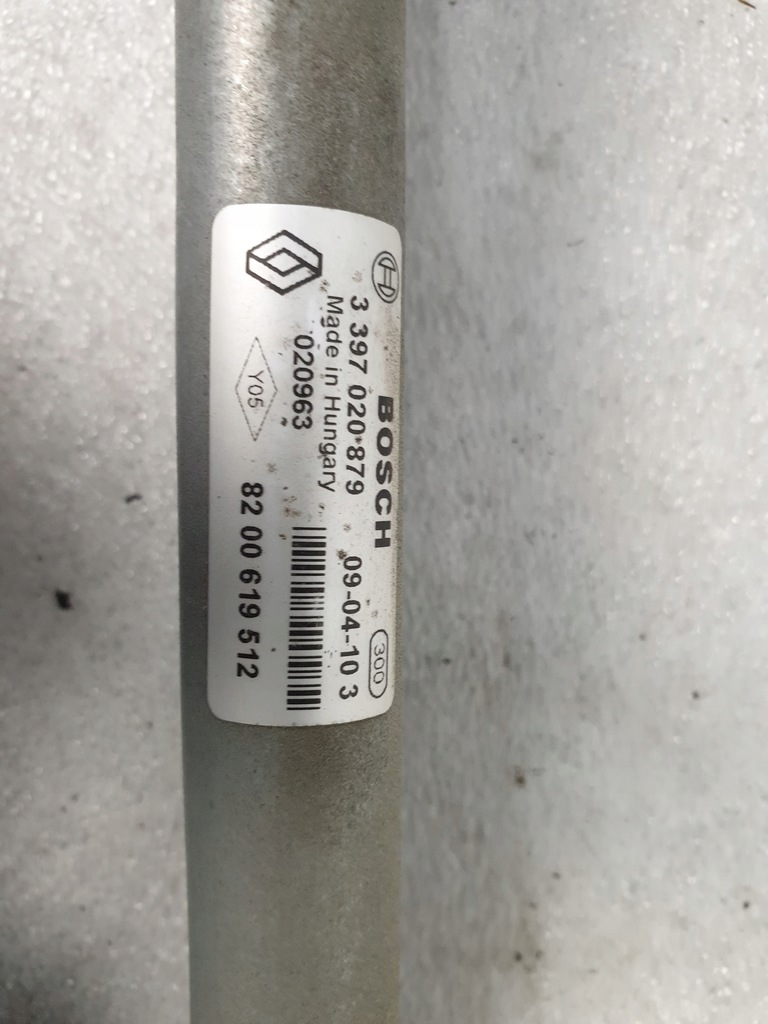 BOSCH 300
3 397 020 879 09-04-10 3
Made in Hungary
020963
Y05
82 00 619 512